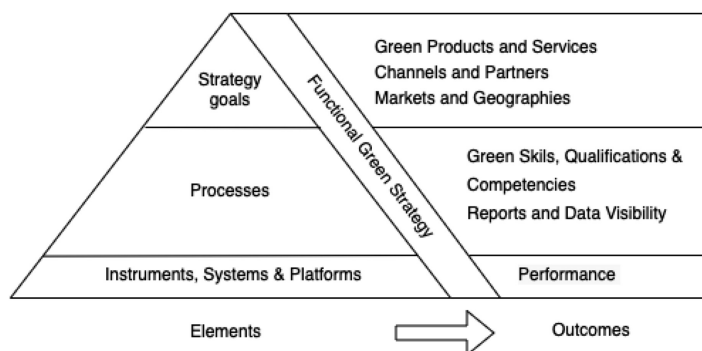 Strategy
goals
Processes
Instruments, Systems & Platforms
Functional Green Strategy
Green Products and Services
Channels and Partners
Markets and Geographies
Green Skils, Qualifications &
Competencies
Reports and Data Visibility
Performance
Elements
Outcomes